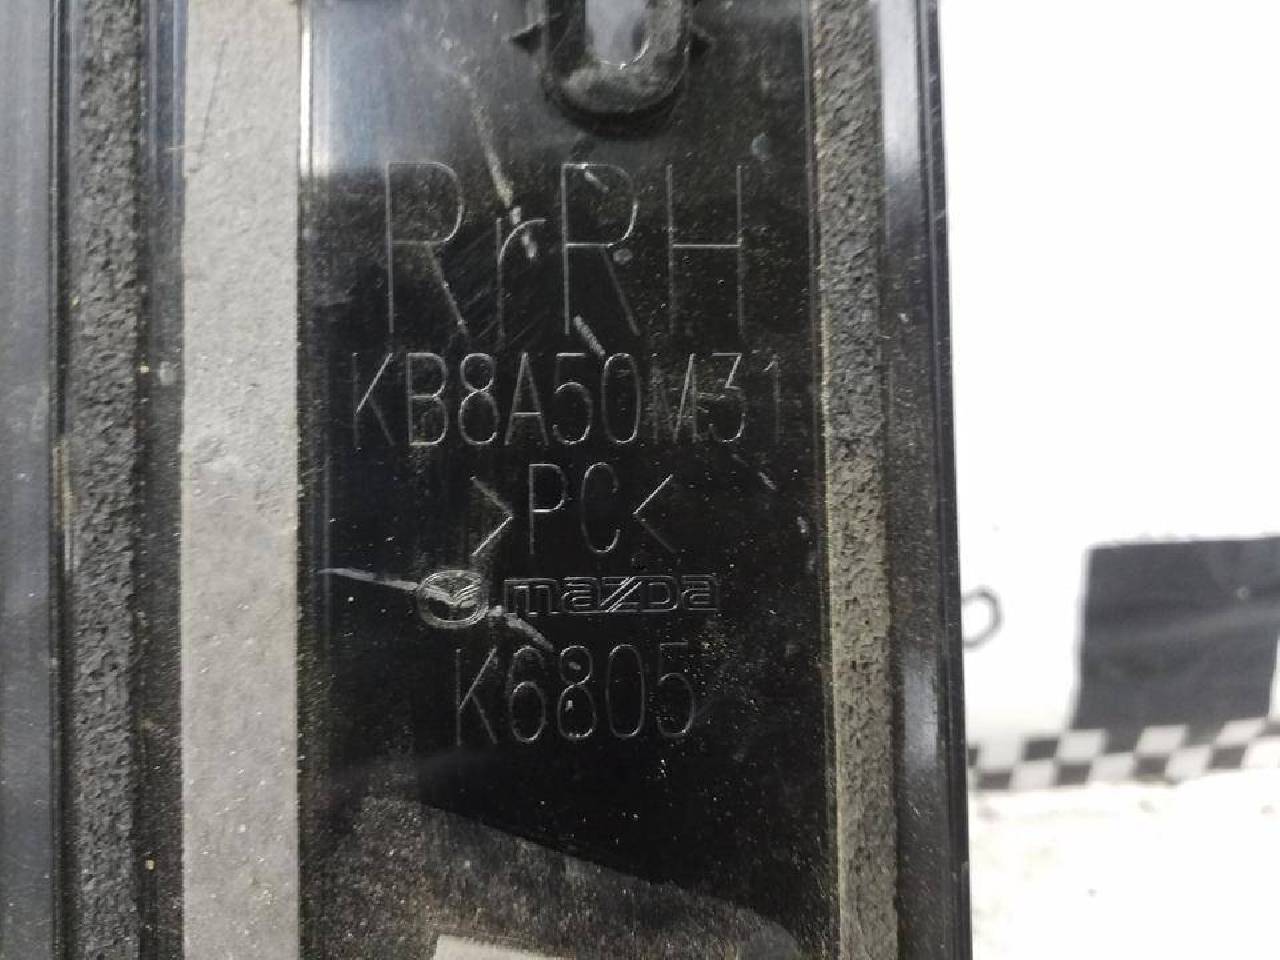 RrRH
KB8A50M31
>PC<
mazda
K6805